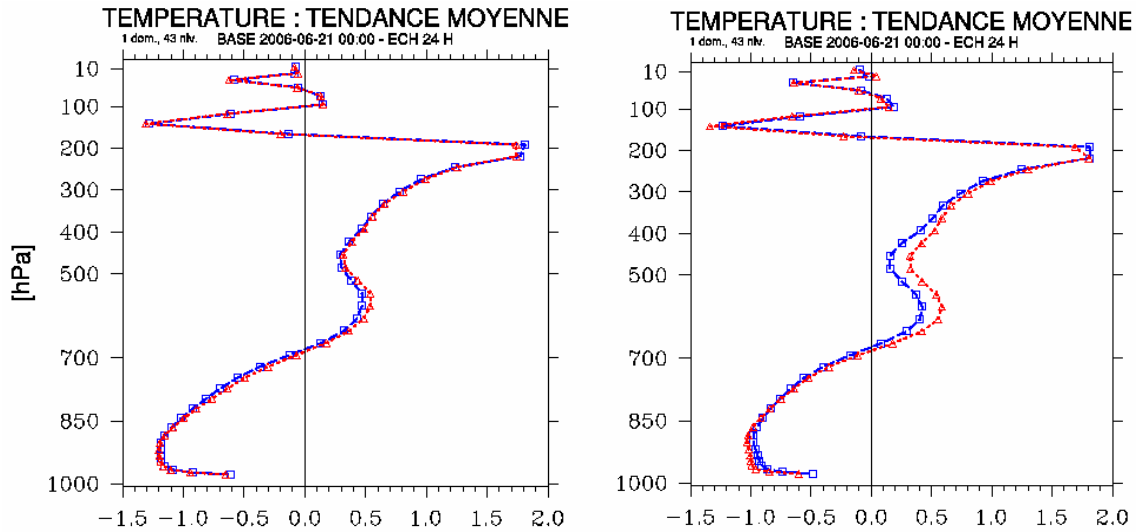 TEMPERATURE : TENDANCE MOYENNE
1 dom., 43 niv. BASE 2006-06-21 00:00 - ECH 24 H
10
100
200
300
400
500
700
850
1000
[hPa]
-1.5 -1.0 -0.5 0.0 0.5 1.0 1.5 2.0
TEMPERATURE : TENDANCE MOYENNE
1 dom., 43 niv. BASE 2006-06-21 00:00 - ECH 24 H
10
100
200
300
400
500
700
850
1000
-1.5 -1.0 -0.5 0.0 0.5 1.0 1.5 2.0